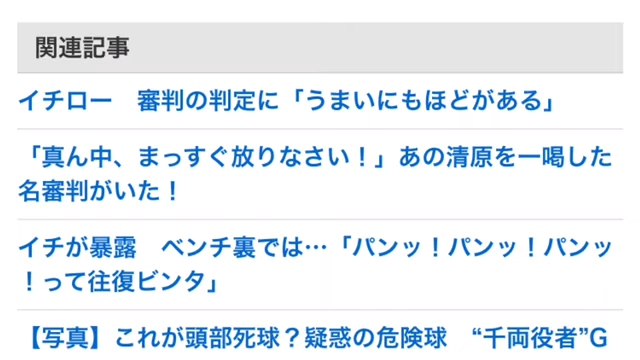 関連記事
イチロー　審判の判定に「うまいにもほどがある」
「真ん中、まっすぐ放りなさい！」あの清原を一喝した
名審判がいた！
イチが暴露　ベンチ裏では…「パンッ！パンッ！パンッ
！って往復ビンタ」
【写真】これが頭部死球？疑惑の危険球　“千両役者”G